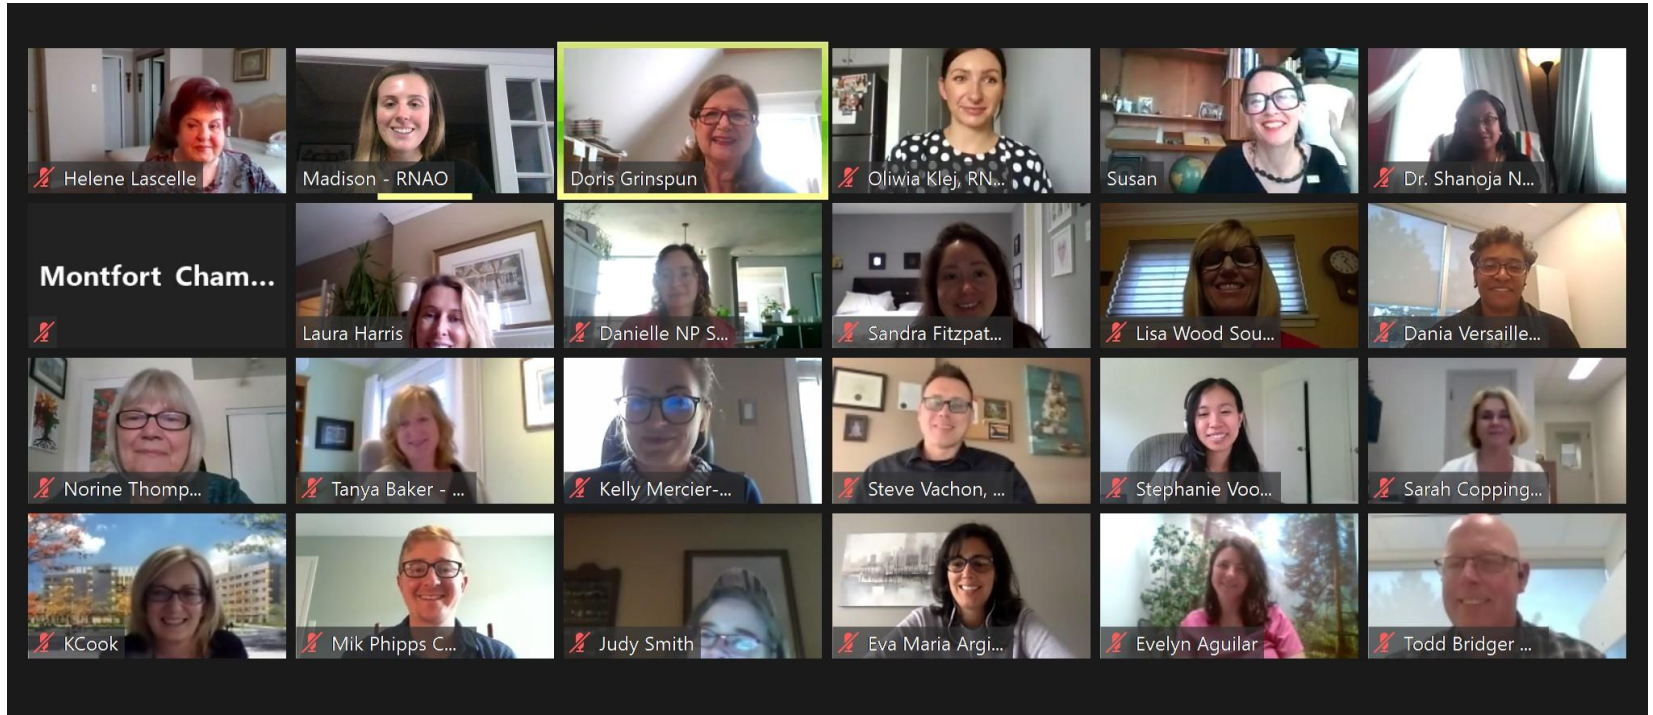 Helene Lascelle
Madison - RNAO
Doris Grinspun
Oliwia Klej, RN...
Susan
Dr. Shanoja N...
Montfort Cham...
Laura Harris
Danielle NP S...
Sandra Fitzpat...
Lisa Wood Sou...
Dania Versaille...
Norine Thomp...
Tanya Baker - ...
Kelly Mercier-...
Steve Vachon, ...
Stephanie Voo...
Sarah Copping...
KCook
Mik Phipps C...
Judy Smith
Eva Maria Argi...
Evelyn Aguilar
Todd Bridger ...